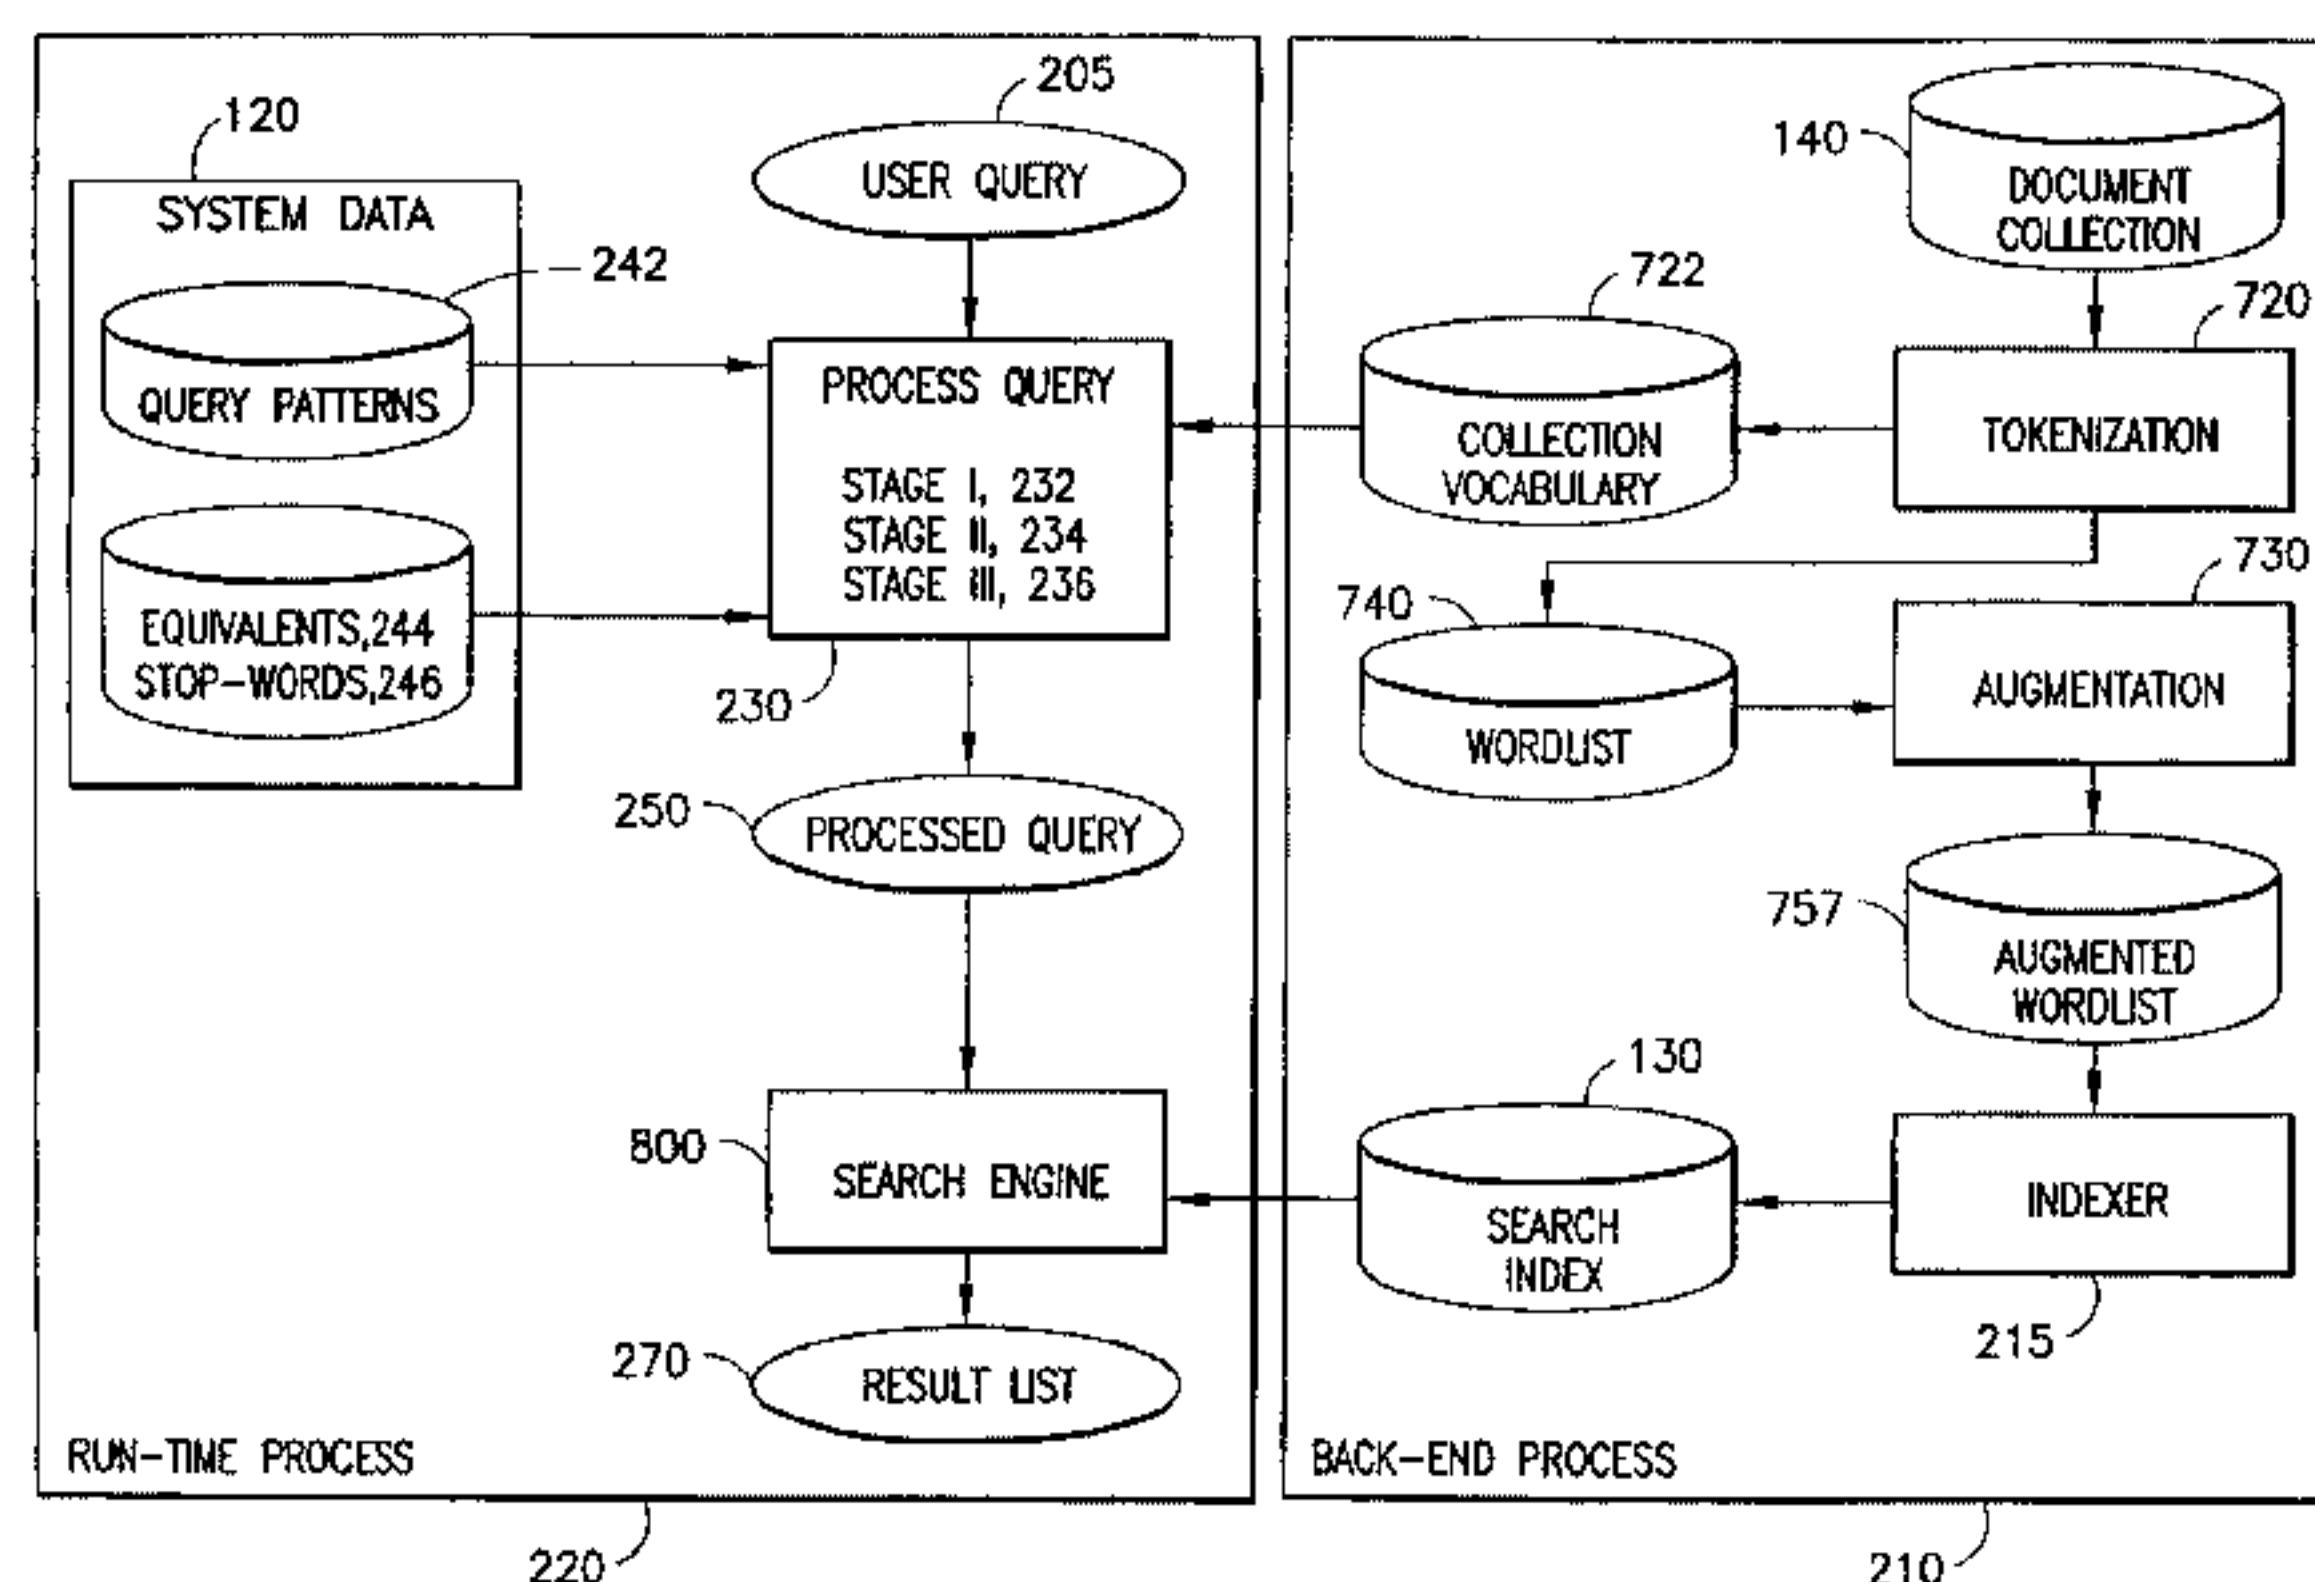 205
120
USER QUERY
SYSTEM DATA
242
QUERY PATTERNS
PROCESS QUERY
STAGE I, 232
STAGE II, 234
STAGE III, 236
EQUIVALENTS,244
STOP-WORDS,246
230
250
PROCESSED QUERY
800
SEARCH ENGINE
270
RESULT LIST
RUN-TIME PROCESS
220
140
DOCUMENT
COLLECTION
722
720
COLLECTION
VOCABULARY
TOKENIZATION
740
730
WORDLIST
AUGMENTATION
757
AUGMENTED
WORDLIST
130
SEARCH
INDEX
INDEXER
215
BACK-END PROCESS
210